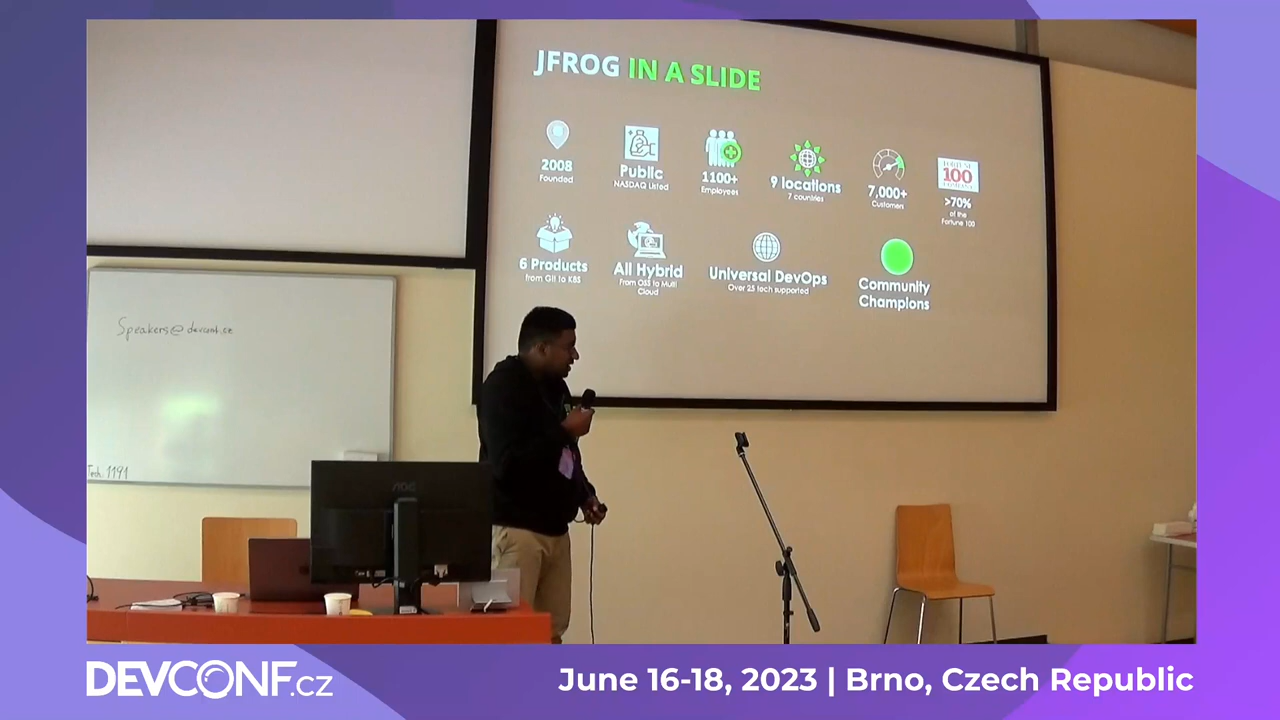 JFROG IN A SLIDE
2008
Founded
Public
NASDAQ Listed
1100+
Employees
9 locations
7 countries
7,000+
Customers
FORTUNE
100
COMPANY
>70%
of the
Fortune 100
6 Products
from Git to K8S
All Hybrid
From OSS to Multi
Cloud
Universal DevOps
Over 25 tech supported
Community
Champions
Speakers@devconf.cz
Tech. 1191
AOC
DEVCONF.CZ
June 16-18, 2023 | Brno, Czech Republic